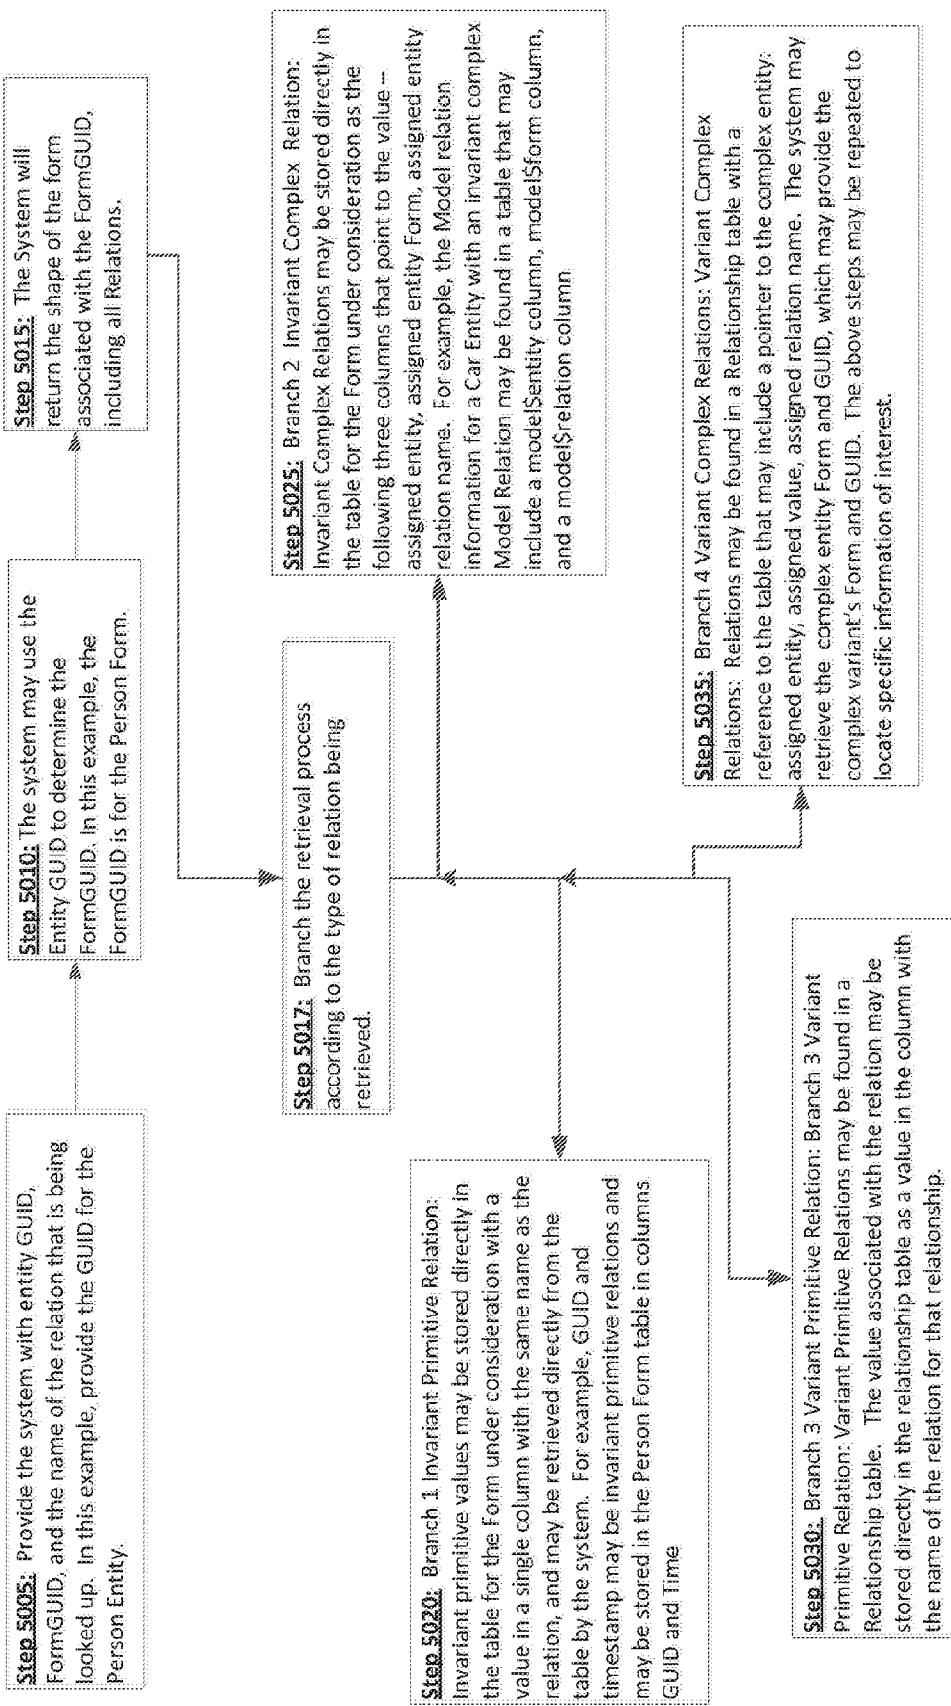 Step 5005: Provide the system with entity GUID,
FormGUID, and the name of the relation that is being
looked up. In this example, provide the GUID for the
Person Entity.
Step 5010: The system may use the
Entity GUID to determine the
FormGUID. In this example, the
FormGUID is for the Person Form.
Step 5015: The System will
return the shape of the form
associated with the FormGUID,
including all Relations.
Step 5017: Branch the retrieval process
according to the type of relation being
retrieved.
Step 5020: Branch 1 Invariant Primitive Relation:
Invariant primitive values may be stored directly in
the table for the Form under consideration with a
value in a single column with the same name as the
relation, and may be retrieved directly from the
table by the system. For example, GUID and
timestamp may be invariant primitive relations and
may be stored in the Person Form table in columns
GUID and Time
Step 5025: Branch 2 Invariant Complex Relation:
Invariant Complex Relations may be stored directly in
the table for the Form under consideration as the
following three columns that point to the value --
assigned entity, assigned entity Form, assigned entity
relation name. For example, the Model relation
information for a Car Entity with an invariant complex
Model Relation may be found in a table that may
include a model$entity column, model$form column,
and a model$relation column
Step 5030: Branch 3 Variant Primitive Relation: Branch 3 Variant
Primitive Relation: Variant Primitive Relations may be found in a
Relationship table. The value associated with the relation may be
stored directly in the relationship table as a value in the column with
the name of the relation for that relationship.
Step 5035: Branch 4 Variant Complex Relations: Variant Complex
Relations: Relations may be found in a Relationship table with a
reference to the table that may include a pointer to the complex entity:
assigned entity, assigned value, assigned relation name. The system may
retrieve the complex entity Form and GUID, which may provide the
complex variant's Form and GUID. The above steps may be repeated to
locate specific information of interest.